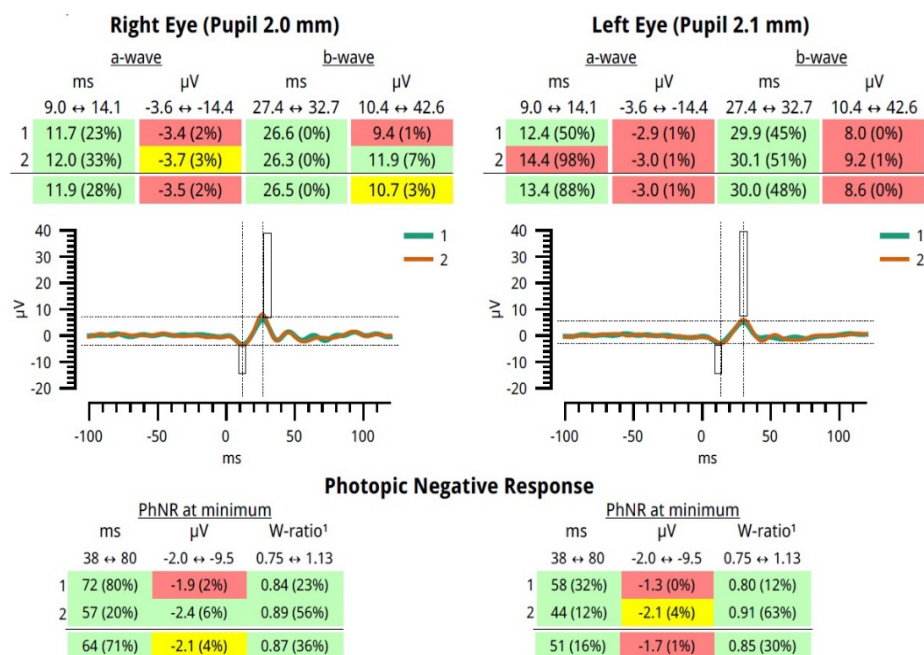 Right Eye (Pupil 2.0 mm) Left Eye (Pupil 2.1 mm)
a-wave b-wave a-wave b-wave
ms µV ms µV ms µV ms µV
9.0 ↔ 14.1 -3.6 ↔ -14.4 27.4 ↔ 32.7 10.4 ↔ 42.6 9.0 ↔ 14.1 -3.6 ↔ -14.4 27.4 ↔ 32.7 10.4 ↔ 42.6
1 11.7 (23%) -3.4 (2%) 26.6 (0%) 9.4 (1%) 1 12.4 (50%) -2.9 (1%) 29.9 (45%) 8.0 (0%)
2 12.0 (33%) -3.7 (3%) 26.3 (0%) 11.9 (7%) 2 14.4 (98%) -3.0 (1%) 30.1 (51%) 9.2 (1%)
11.9 (28%) -3.5 (2%) 26.5 (0%) 10.7 (3%) 13.4 (88%) -3.0 (1%) 30.0 (48%) 8.6 (0%)
40 1 40 1
30 2 30 2
20 20
µV 10 µV 10
0 0
-10 -10
-20 -20
-100 -50 0 50 100 -100 -50 0 50 100
ms ms
Photopic Negative Response
PhNR at minimum PhNR at minimum
ms µV W-ratio¹ ms µV W-ratio¹
38 ↔ 80 -2.0 ↔ -9.5 0.75 ↔ 1.13 38 ↔ 80 -2.0 ↔ -9.5 0.75 ↔ 1.13
1 72 (80%) -1.9 (2%) 0.84 (23%) 1 58 (32%) -1.3 (0%) 0.80 (12%)
2 57 (20%) -2.4 (6%) 0.89 (56%) 2 44 (12%) -2.1 (4%) 0.91 (63%)
64 (71%) -2.1 (4%) 0.87 (36%) 51 (16%) -1.7 (1%) 0.85 (30%)